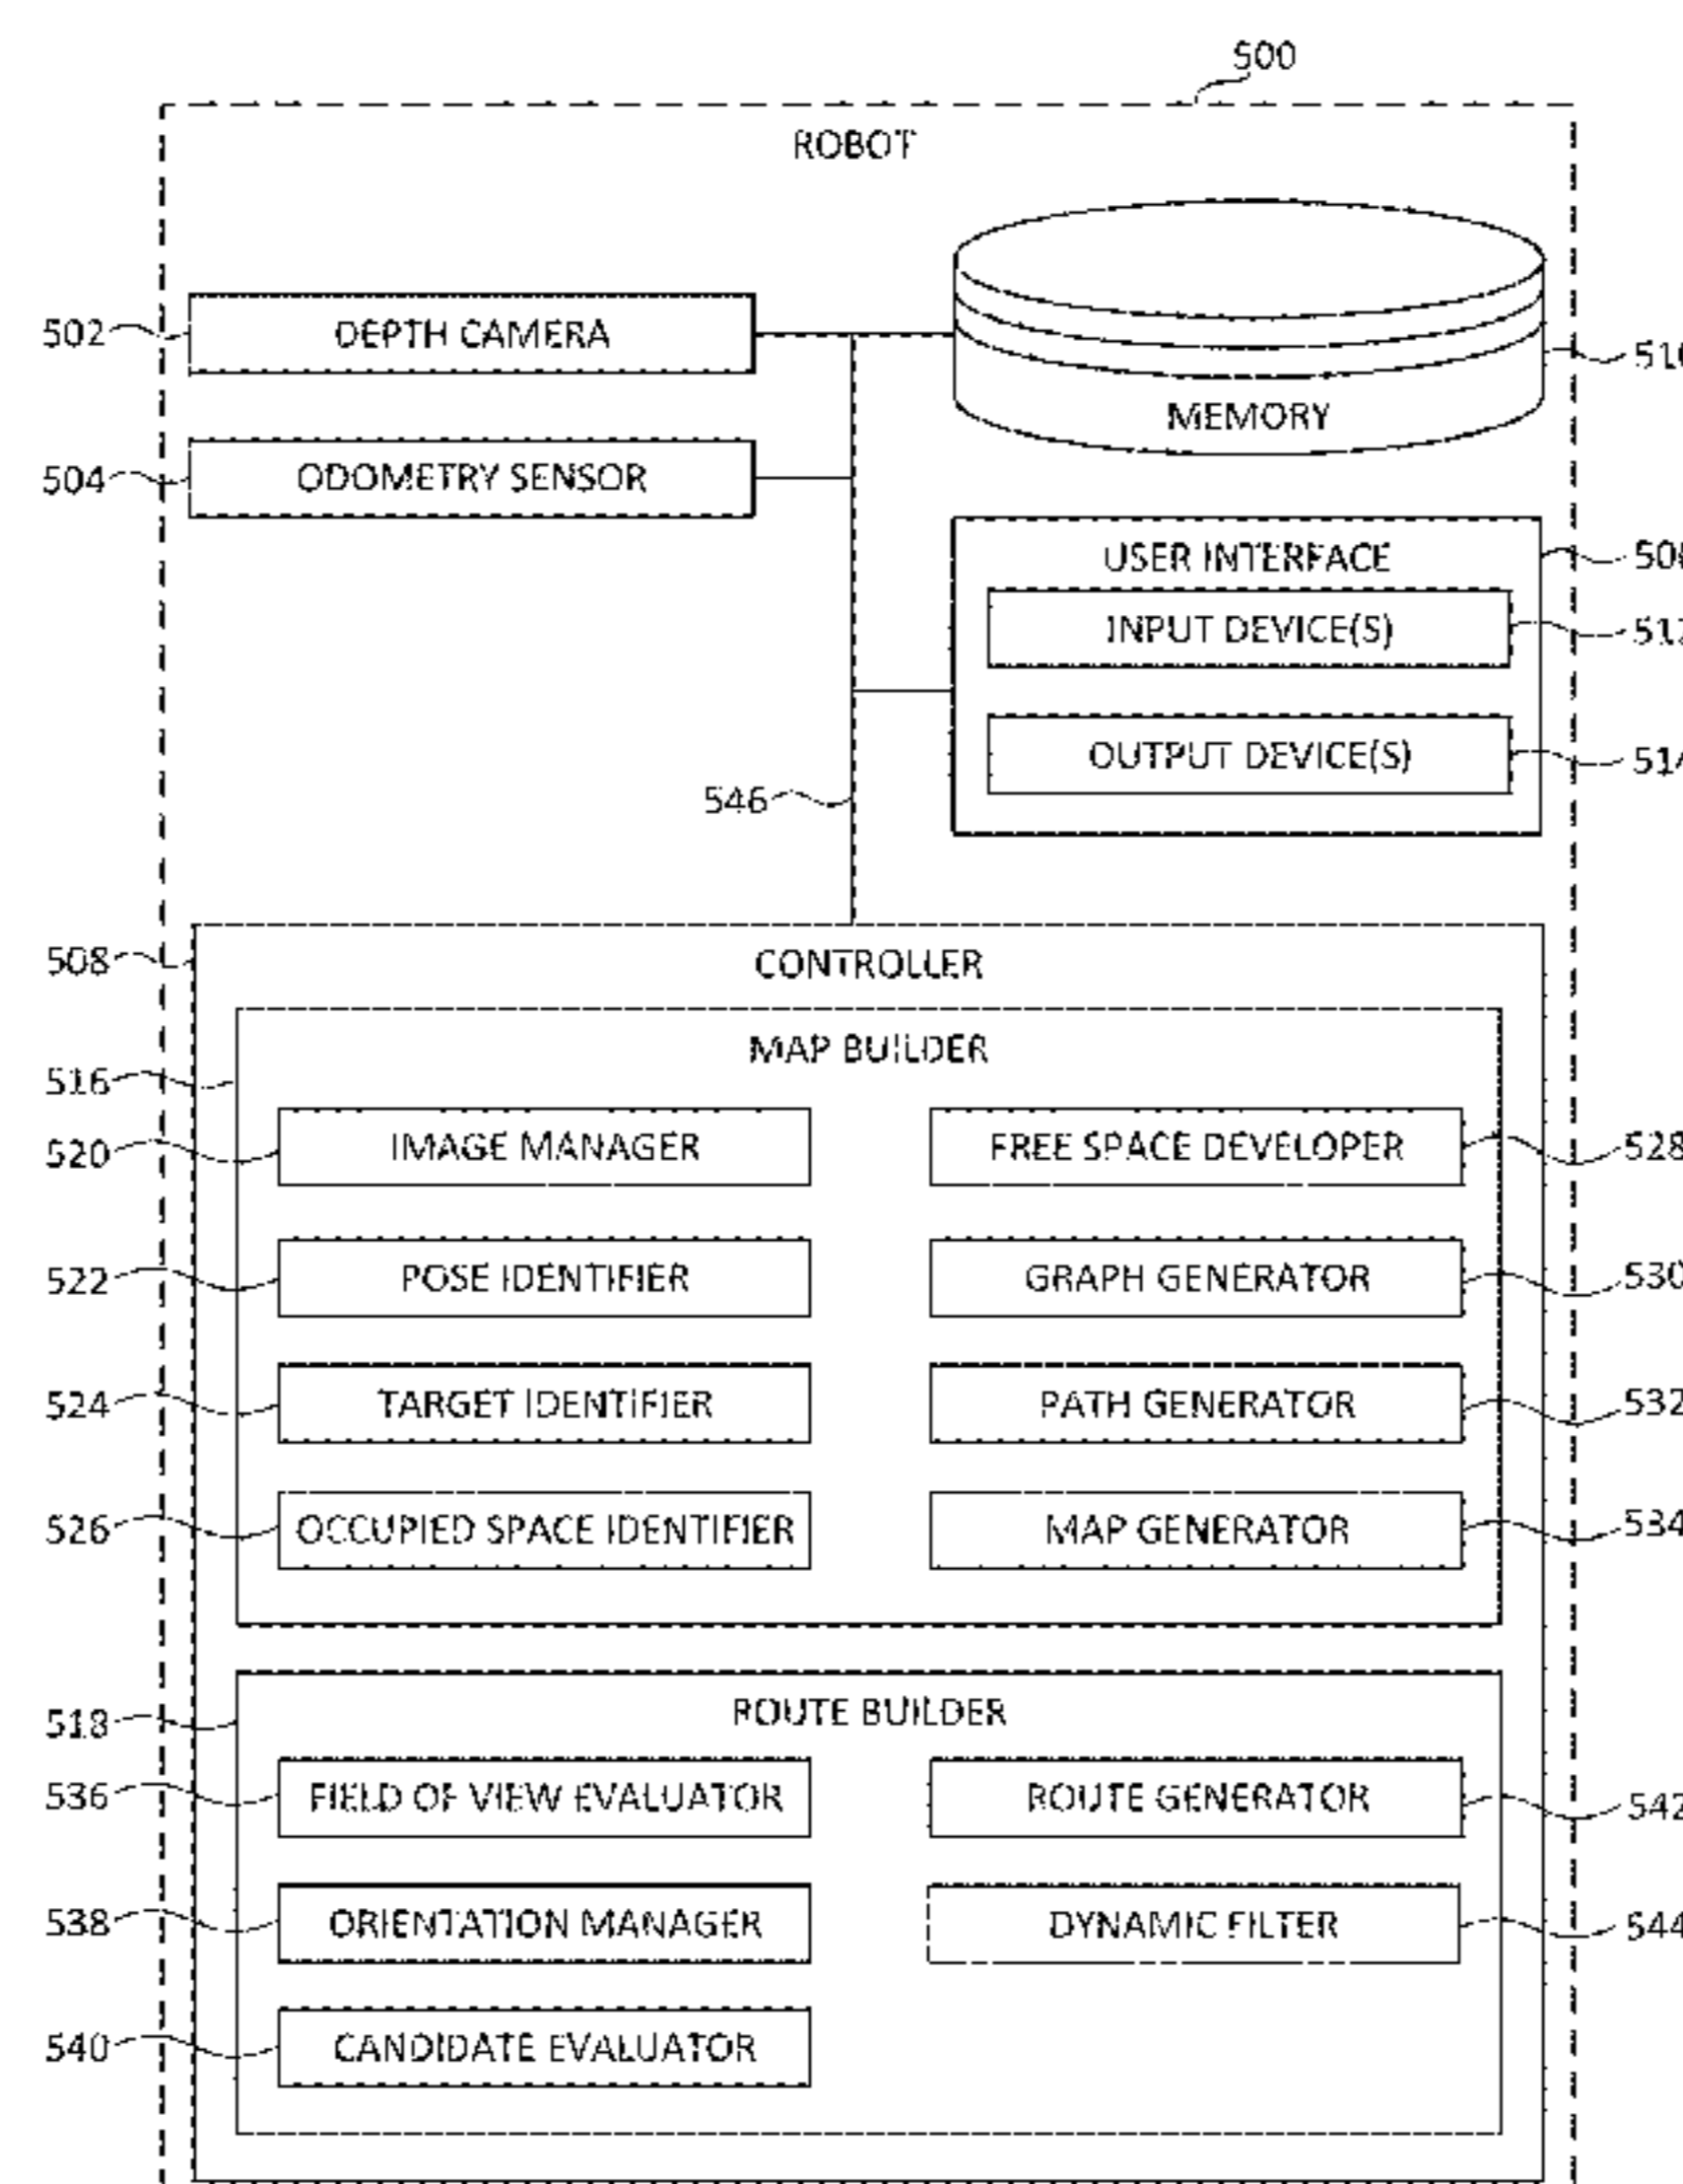 500
ROBOT
502
DEPTH CAMERA
MEMORY
504
ODOMETRY SENSOR
USER INTERFACE
INPUT DEVICE(S)
OUTPUT DEVICE(S)
546
508
CONTROLLER
MAP BUILDER
516
520
IMAGE MANAGER
FREE SPACE DEVELOPER
528
522
POSE IDENTIFIER
GRAPH GENERATOR
530
524
TARGET IDENTIFIER
PATH GENERATOR
532
526
OCCUPIED SPACE IDENTIFIER
MAP GENERATOR
534
ROUTE BUILDER
518
536
FIELD OF VIEW EVALUATOR
ROUTE GENERATOR
542
538
ORIENTATION MANAGER
DYNAMIC FILTER
544
540
CANDIDATE EVALUATOR